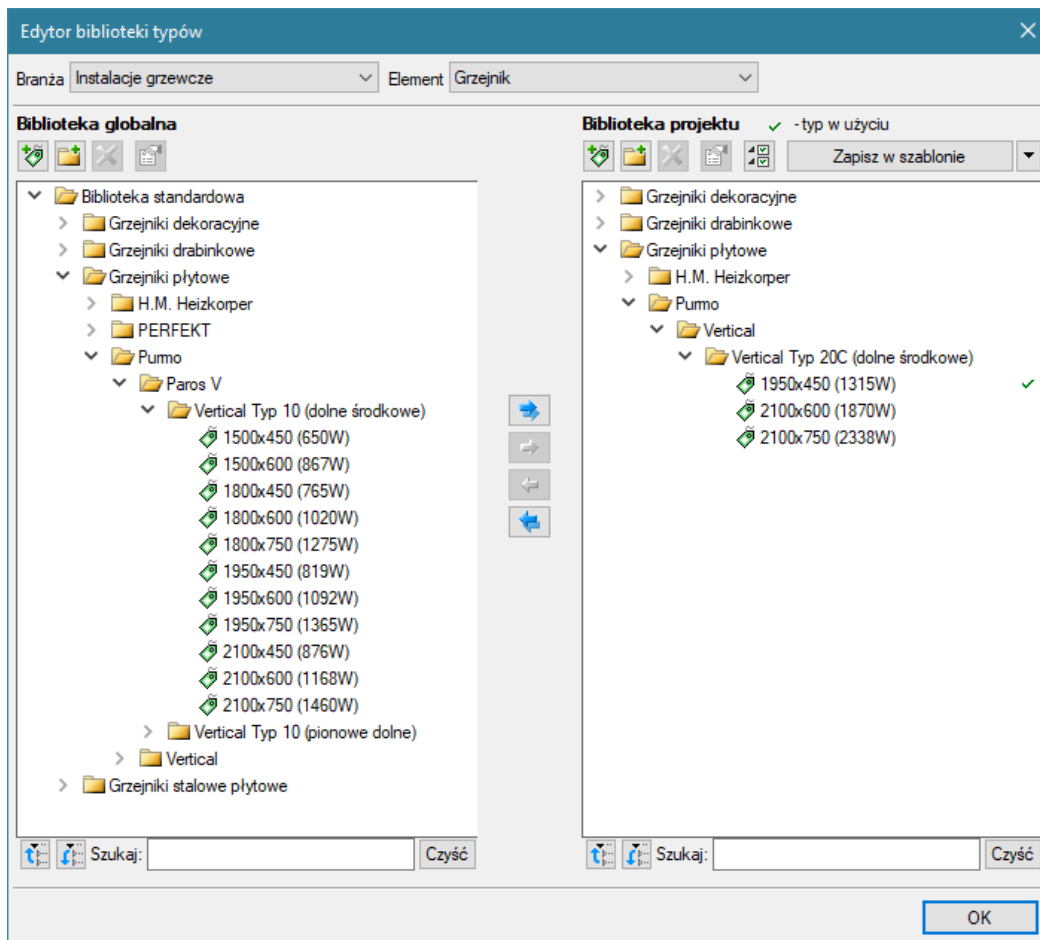 Edytor biblioteki typów
Branża Instalacje grzewcze Element Grzejnik
Biblioteka globalna
Biblioteka standardowa
Grzejniki dekoracyjne
Grzejniki drabinkowe
Grzejniki płytowe
H.M. Heizkorper
PERFEKT
Purmo
Paros V
Vertical Typ 10 (dolne środkowe)
1500x450 (650W)
1500x600 (867W)
1800x450 (765W)
1800x600 (1020W)
1800x750 (1275W)
1950x450 (819W)
1950x600 (1092W)
1950x750 (1365W)
2100x450 (876W)
2100x600 (1168W)
2100x750 (1460W)
Vertical Typ 10 (pionowe dolne)
Vertical
Grzejniki stalowe płytowe
Szukaj: Czyść
Biblioteka projektu ✓ -typ w użyciu
Zapisz w szablonie
Grzejniki dekoracyjne
Grzejniki drabinkowe
Grzejniki płytowe
H.M. Heizkorper
Purmo
Vertical
Vertical Typ 20C (dolne środkowe)
1950x450 (1315W) ✓
2100x600 (1870W)
2100x750 (2338W)
Szukaj: Czyść
OK